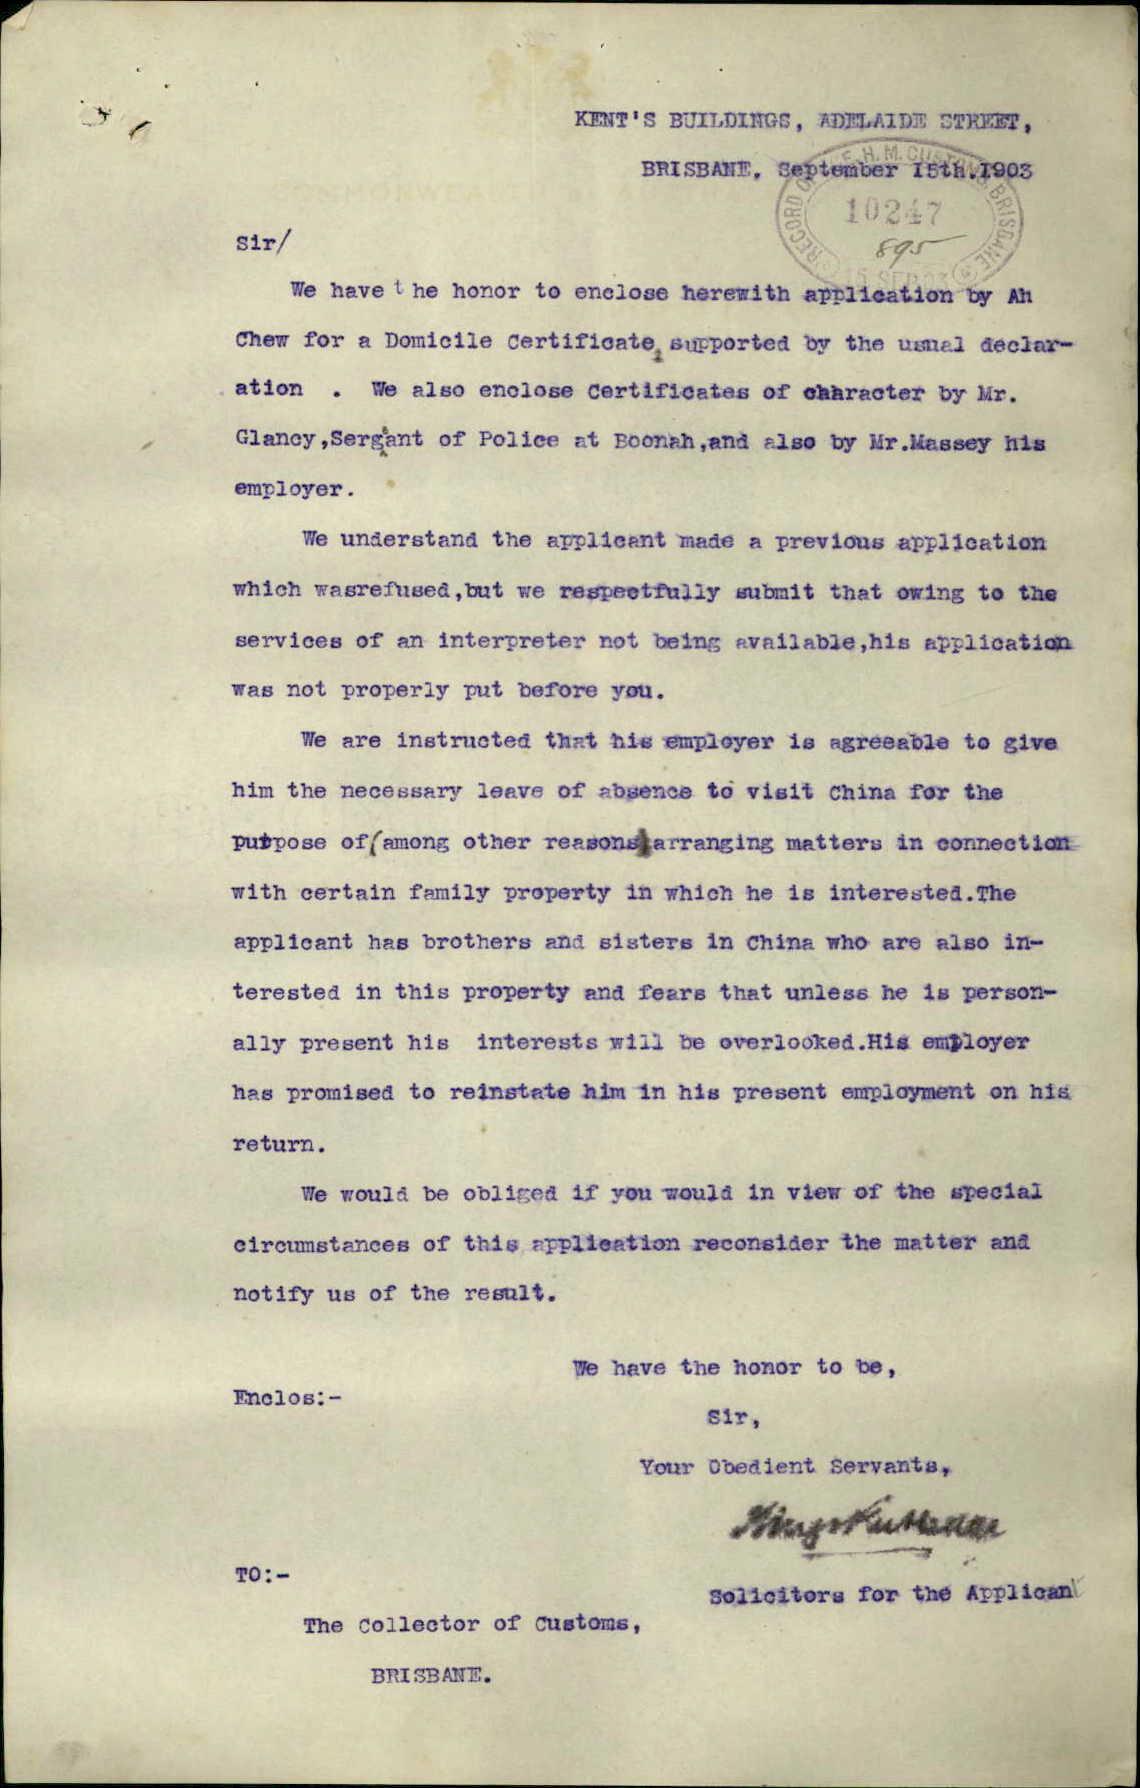 KENT'S BUILDINGS, ADELAIDE STREET,
BRISBANE. September 15th.1903
RECORD H.M. CUSTOMS BRISBANE
10247
895
15 SEP 03
Sir/
We have the honor to enclose herewith application by Ah
Chew for a Domicile Certificate, supported by the usual declar-
ation . We also enclose Certificates of character by Mr.
Glancy,Sergeant of Police at Boonah,and also by Mr.Massey his
employer.
We understand the applicant made a previous application
which wasrefused,but we respectfully submit that owing to the
services of an interpreter not being available,his application
was not properly put before you.
We are instructed that his employer is agreeable to give
him the necessary leave of absence to visit China for the
purpose of(among other reasons)arranging matters in connection
with certain family property in which he is interested.The
applicant has brothers and sisters in China who are also in-
terested in this property and fears that unless he is person-
ally present his interests will be overlooked.His employer
has promised to reinstate him in his present employment on his
return.
We would be obliged if you would in view of the special
circumstances of this application reconsider the matter and
notify us of the result.
We have the honor to be,
Enclos:-
Sir,
Your Obedient Servants,
Solicitors for the Applicant
TO:-
The Collector of Customs,
BRISBANE.